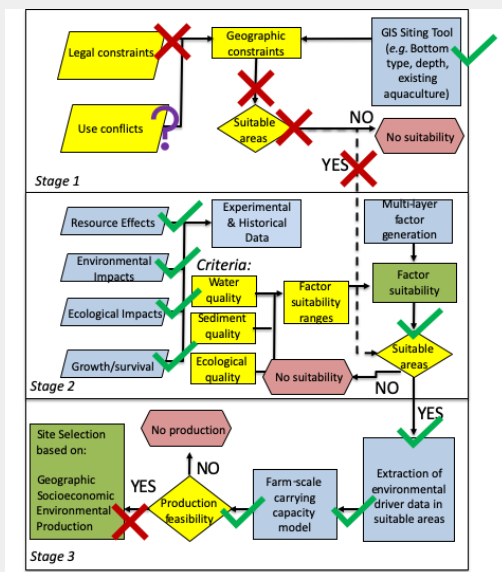 Legal constraints
Geographic
constraints
GIS Siting Tool
(e.g. Bottom
type, depth,
existing
aquaculture)
Use conflicts
?
Suitable
areas
NO
No suitability
YES
Stage 1
Resource Effects
Experimental
& Historical
Data
Multi-layer
factor
generation
Environmental
Impacts
Criteria:
Water
quality
Factor
suitability
ranges
Factor
suitability
Ecological Impacts
Sediment
quality
Growth/survival
Ecological
quality
No suitability
Suitable
areas
NO
Stage 2
YES
Site Selection
based on:
Geographic
Socioeconomic
Environmental
Production
No production
NO
YES
Production
feasibility
Farm-scale
carrying
capacity
model
Extraction of
environmental
driver data in
suitable areas
Stage 3